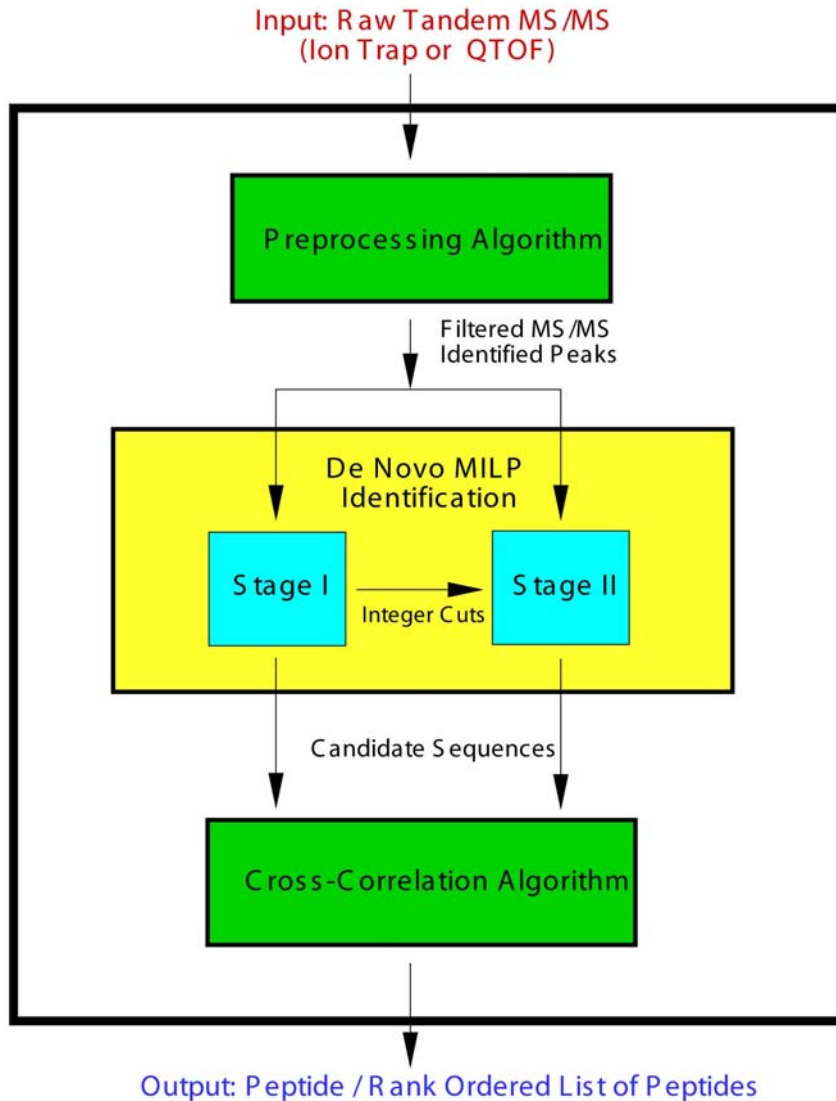 Input: Raw Tandem MS/MS
(Ion Trap or QTOF)
Preprocessing Algorithm
Filtered MS/MS
Identified Peaks
De Novo MILP
Identification
Stage I
Integer Cuts
Stage II
Candidate Sequences
Cross-Correlation Algorithm
Output: Peptide / Rank Ordered List of Peptides